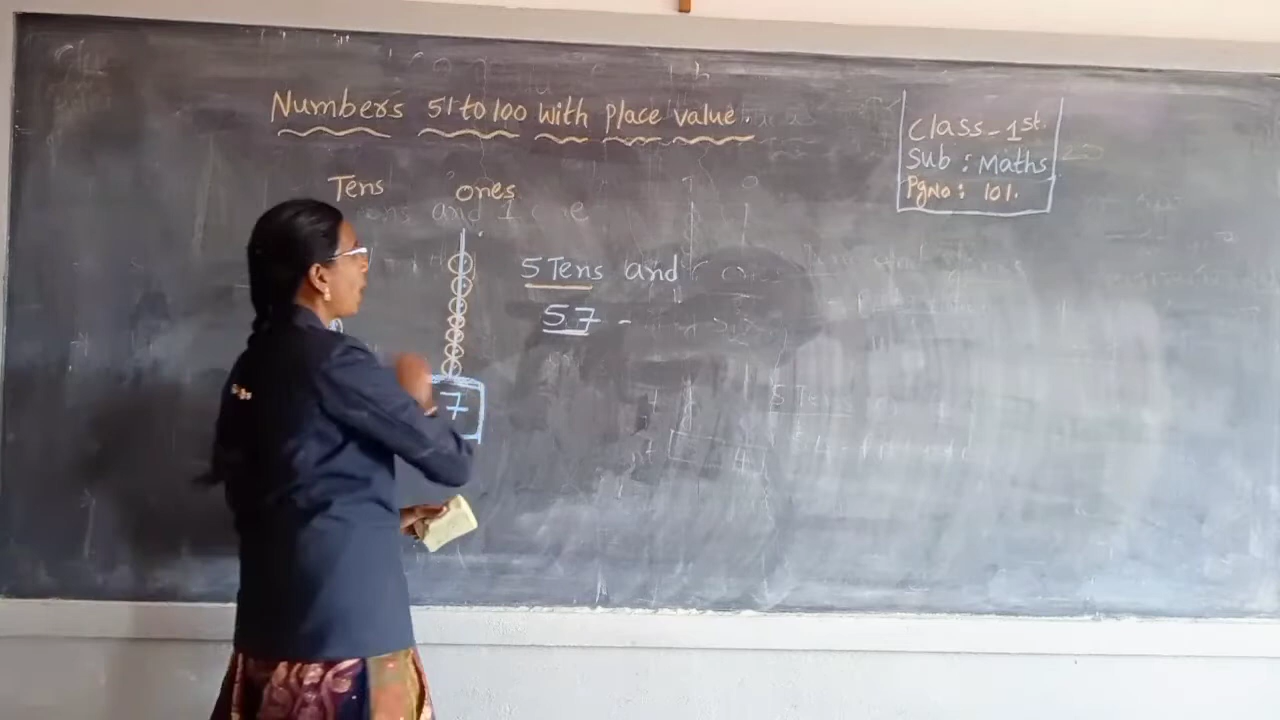 Numbers 51 to 100 with place value.
Class - 1st.
Sub : Maths
Pg No : 101.
Tens ones
5 Tens and
57 -
7